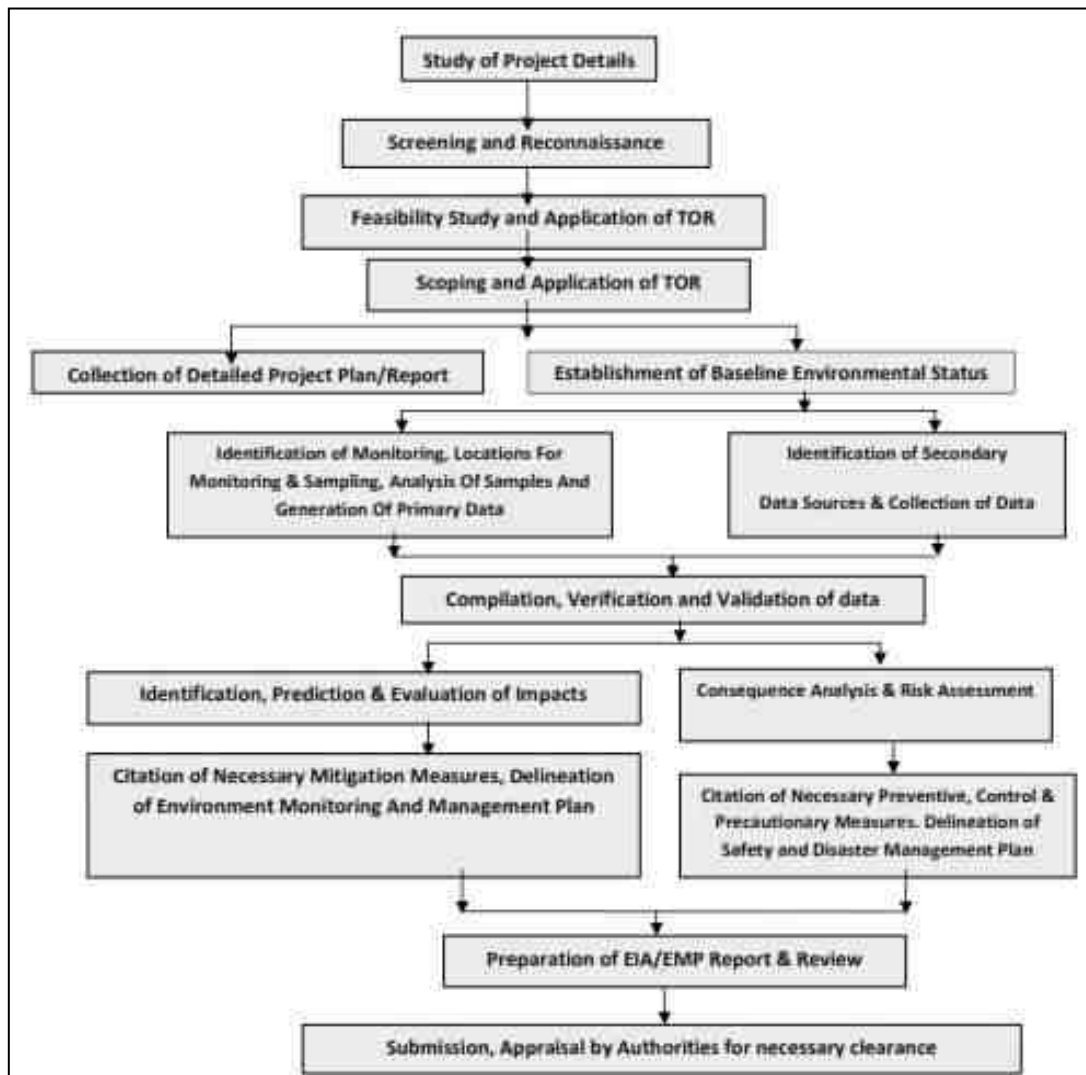 Study of Project Details
Screening and Reconnaissance
Feasibility Study and Application of TOR
Scoping and Application of TOR
Collection of Detailed Project Plan/Report
Establishment of Baseline Environmental Status
Identification of Monitoring, Locations For
Monitoring & Sampling, Analysis Of Samples And
Generation Of Primary Data
Identification of Secondary
Data Sources & Collection of Data
Compilation, Verification and Validation of data
Identification, Prediction & Evaluation of Impacts
Consequence Analysis & Risk Assessment
Citation of Necessary Mitigation Measures, Delineation
of Environment Monitoring And Management Plan
Citation of Necessary Preventive, Control &
Precautionary Measures. Delineation of
Safety and Disaster Management Plan
Preparation of EIA/EMP Report & Review
Submission, Appraisal by Authorities for necessary clearance